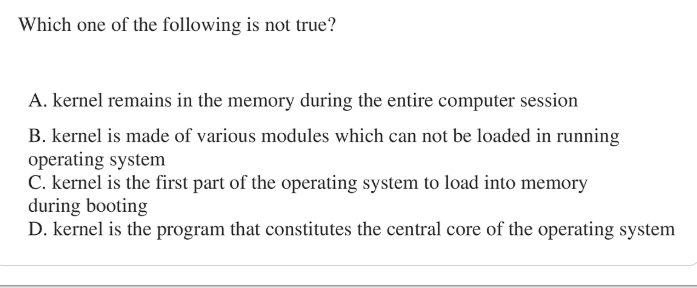 Which one of the following is not true?
A. kernel remains in the memory during the entire computer session
B. kernel is made of various modules which can not be loaded in running
operating system
C. kernel is the first part of the operating system to load into memory
during booting
D. kernel is the program that constitutes the central core of the operating system